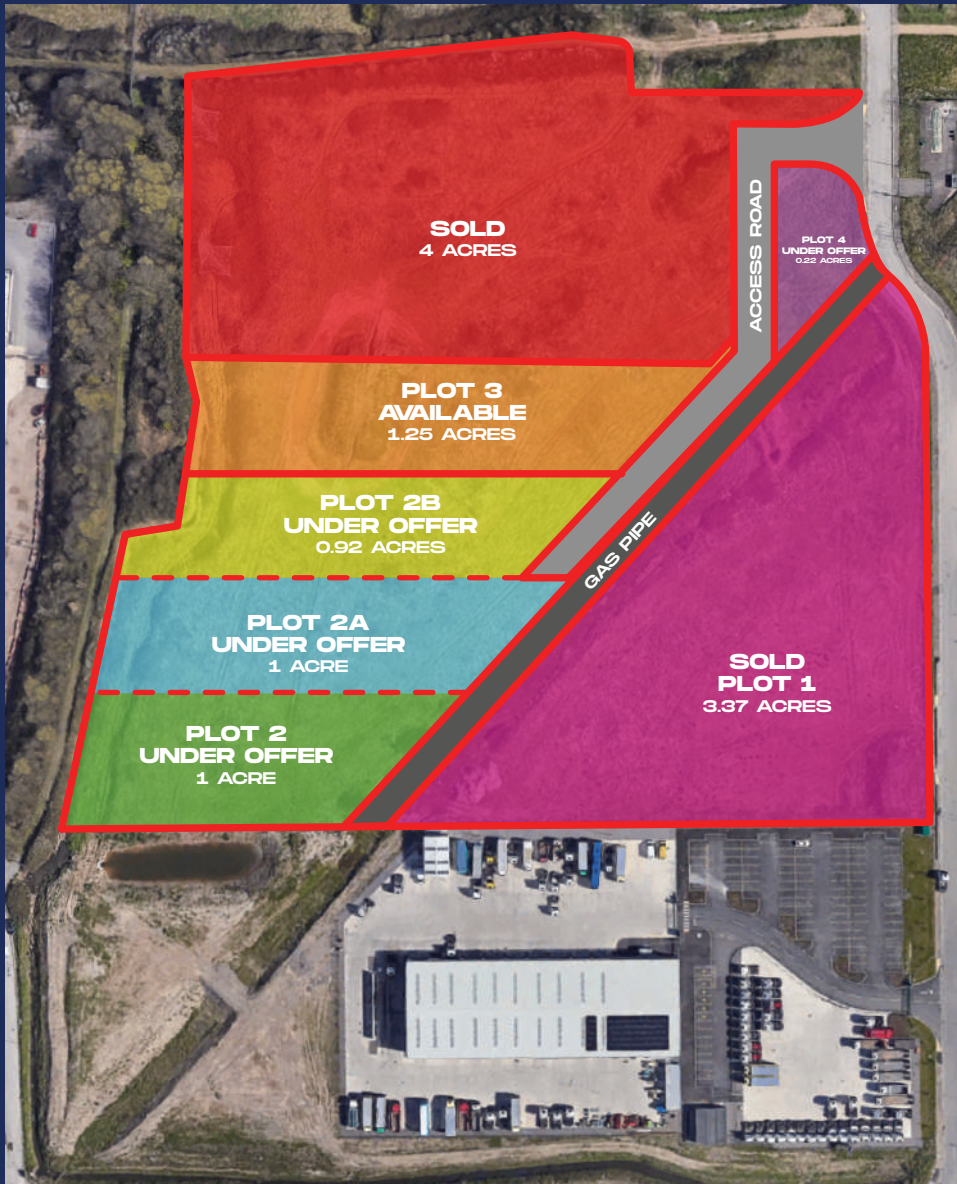 SOLD
4 ACRES
ACCESS ROAD
PLOT 4
UNDER OFFER
0.22 ACRES
PLOT 3
AVAILABLE
1.25 ACRES
PLOT 2B
UNDER OFFER
0.92 ACRES
GAS PIPE
PLOT 2A
UNDER OFFER
1 ACRE
SOLD
PLOT 1
3.37 ACRES
PLOT 2
UNDER OFFER
1 ACRE